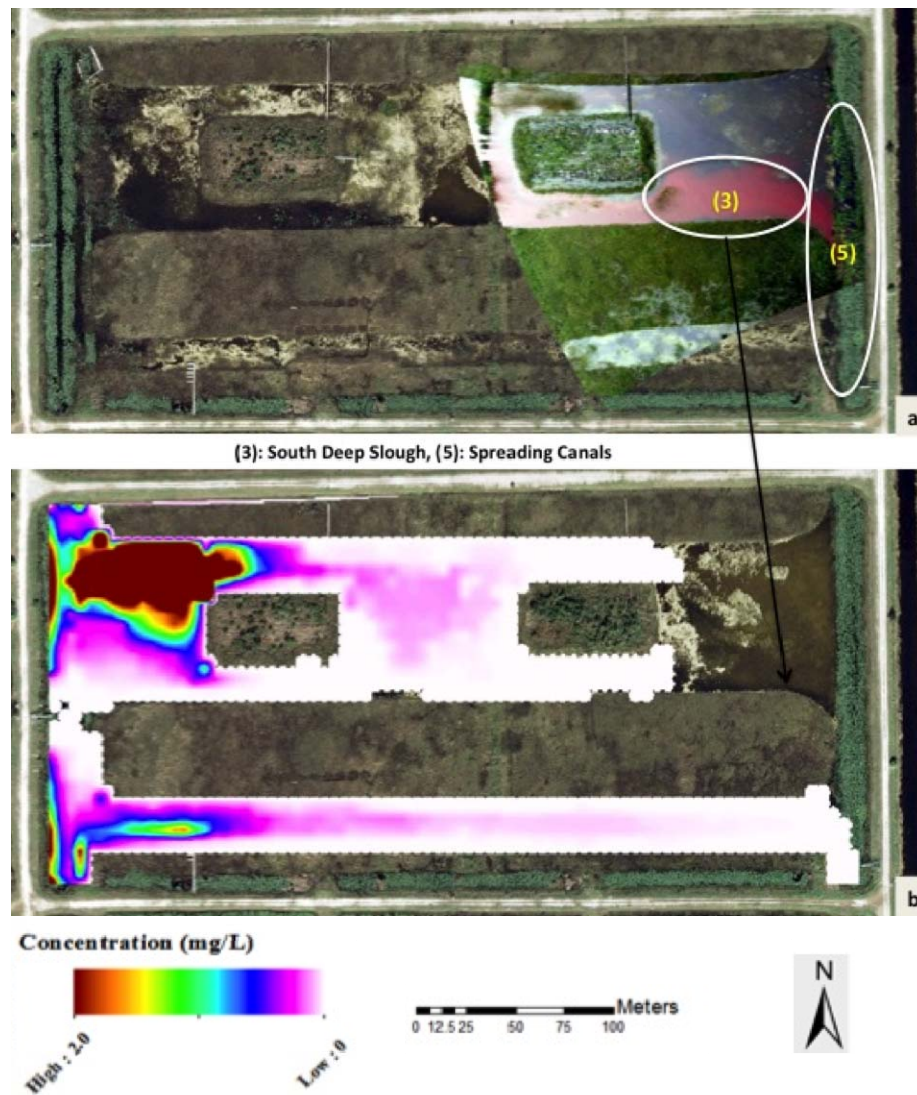 (3)
(5)
a
(3): South Deep Slough, (5): Spreading Canals
b
Concentration (mg/L)
High : 2.0
Low : 0
0 12.5 25 50 75 100 Meters
N